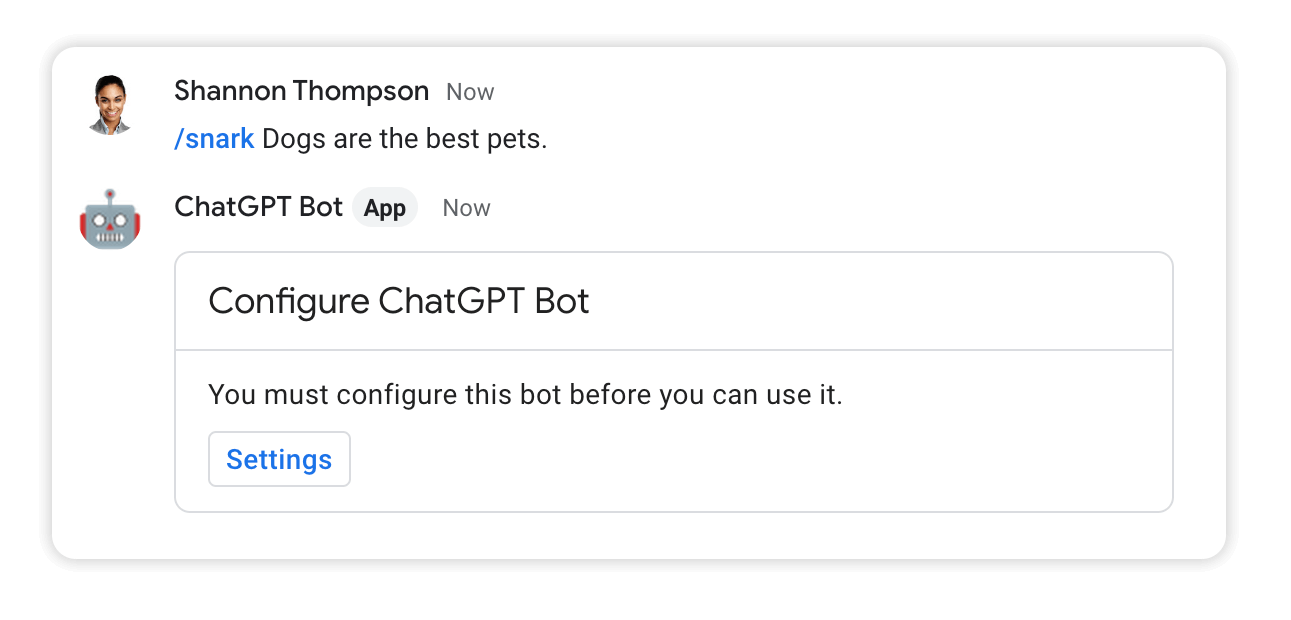 Shannon Thompson Now
/snark Dogs are the best pets.
ChatGPT Bot App Now
Configure ChatGPT Bot
You must configure this bot before you can use it.
Settings